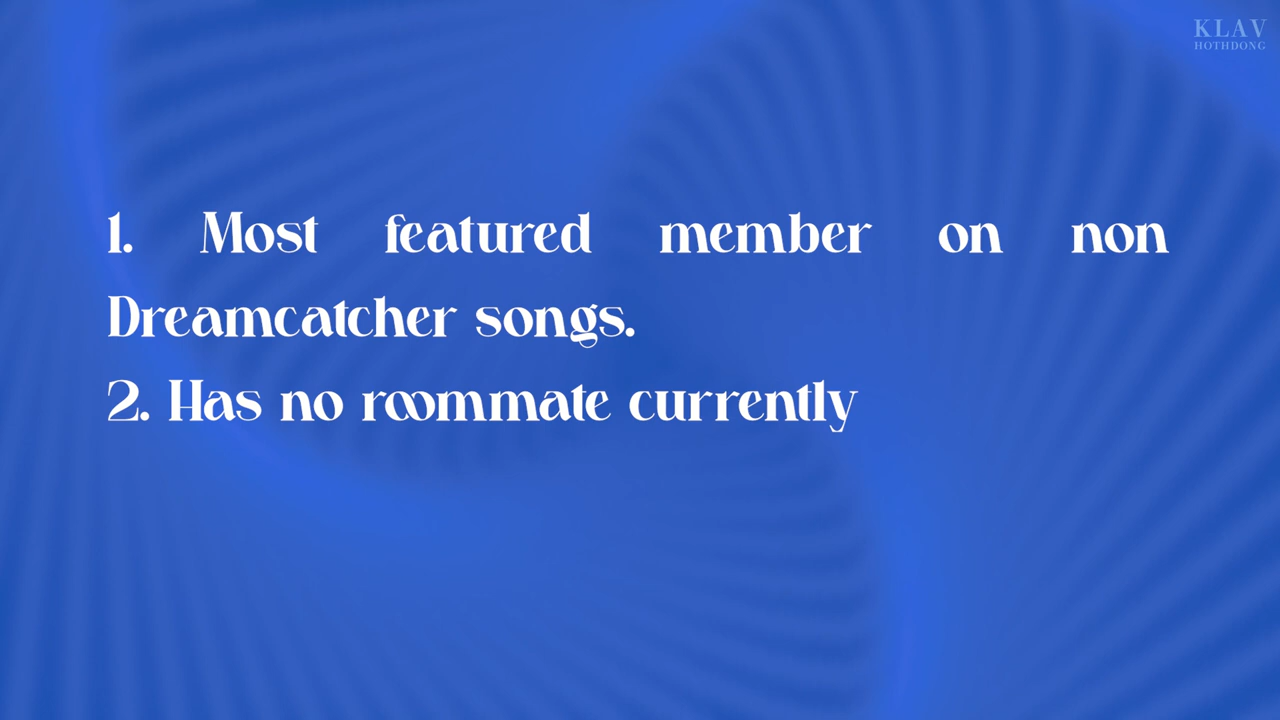 KLAV
HOTHDONG
1. Most featured member on non
Dreamcatcher songs.
2. Has no roommate currently